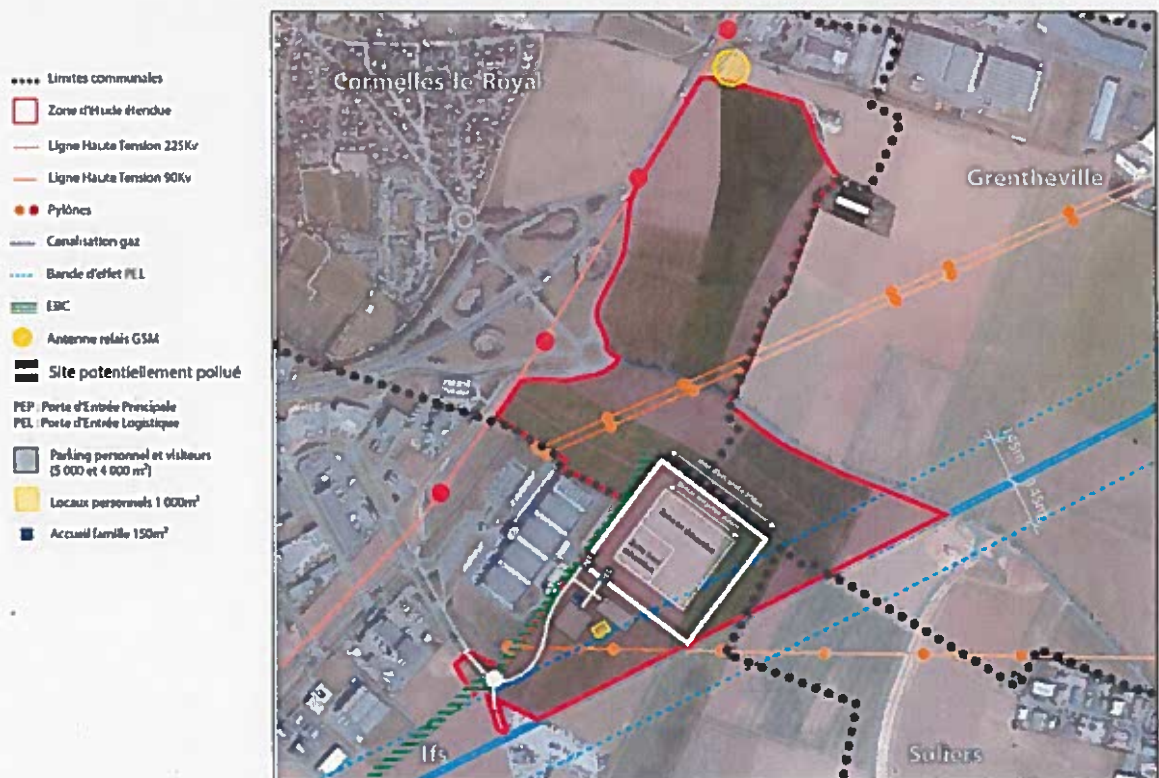 Limites communales
Zone d'étude étendue
Ligne Haute Tension 225Kv
Ligne Haute Tension 90Kv
Pylônes
Canalisation gaz
Bande d'effet PEL
EBC
Antenne relais GSM
Site potentiellement pollué
PEP : Porte d'Entrée Principale
PEL : Porte d'Entrée Logistique
Parking personnel et visiteurs
(5 000 et 4 000 m²)
Locaux personnels 1 000m²
Accueil famille 150m²
Cormelles le Royal
Grentheville
145m
145m
Ifs
Soliers